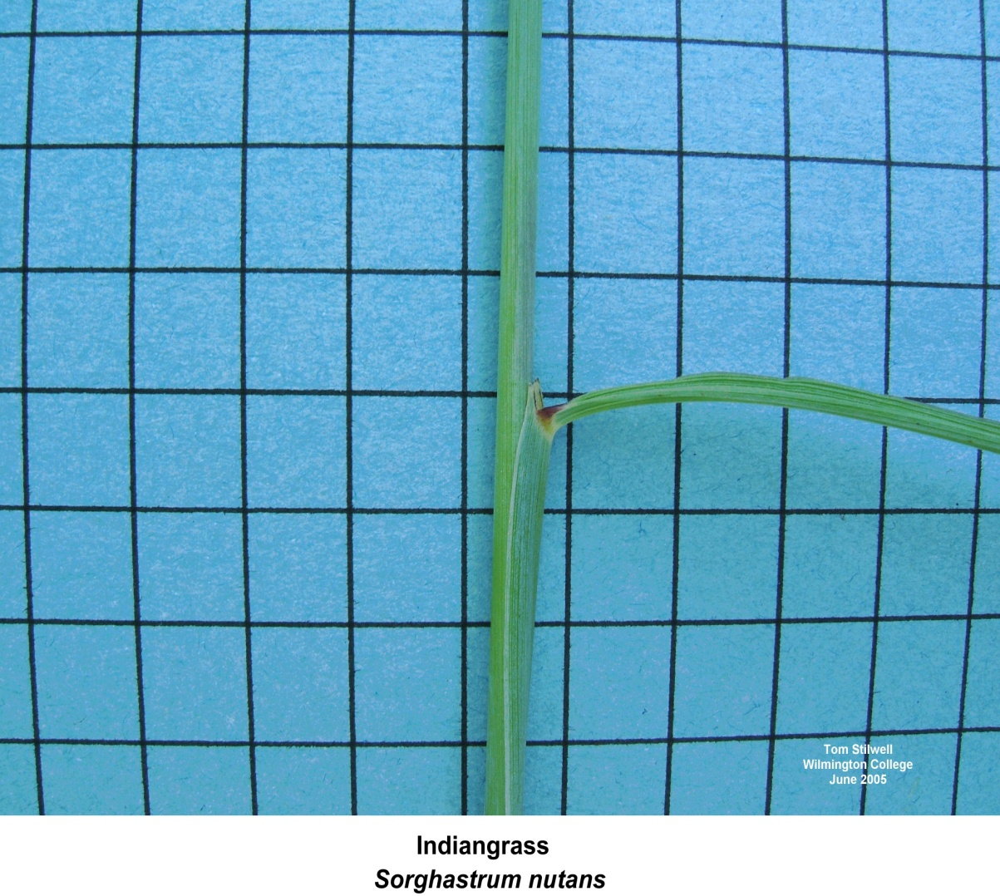 Tom Stilwell
Wilmington College
June 2005
Indiangrass
Sorghastrum nutans